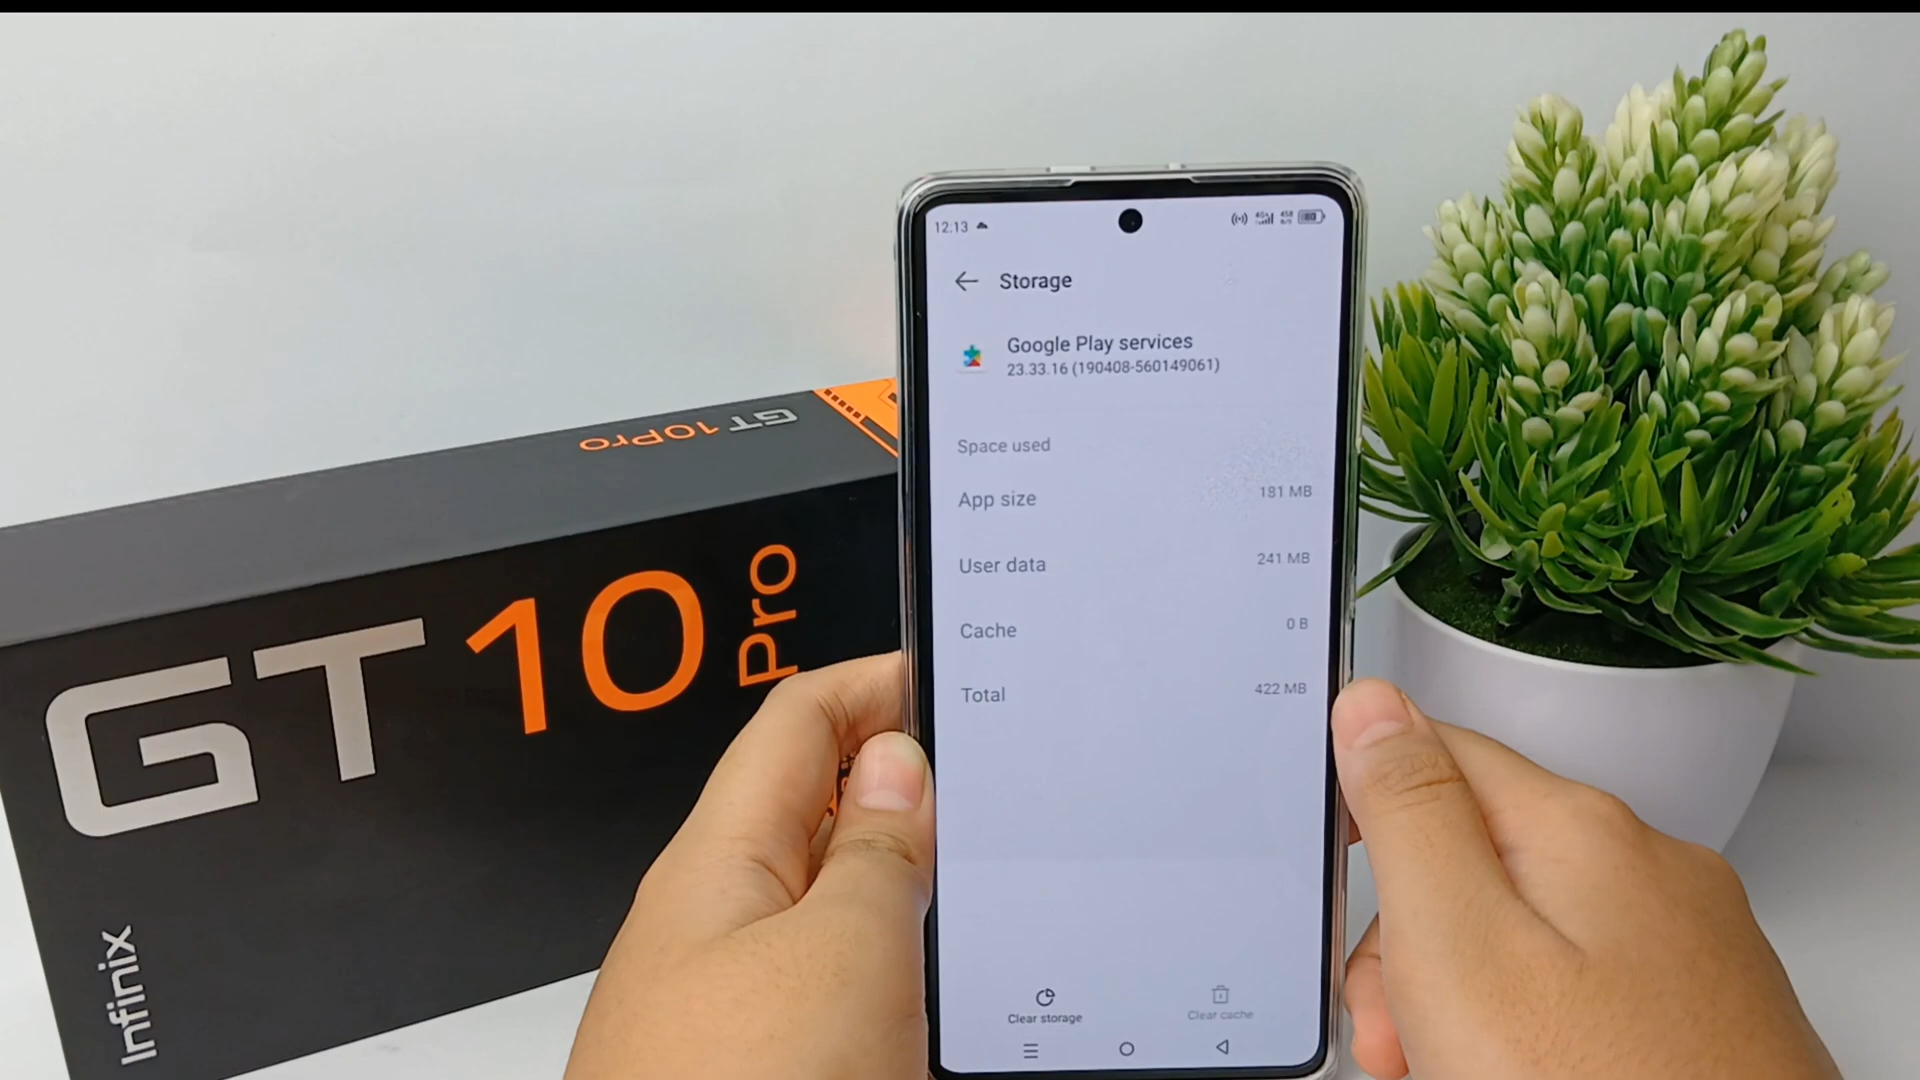 12.13
80
Storage
Google Play services
23.33.16 (190408-560149061)
Space used
App size 181 MB
User data 241 MB
Cache 0 B
Total 422 MB
Clear storage
Clear cache
GT 10Pro
GT 10 Pro
Infinix